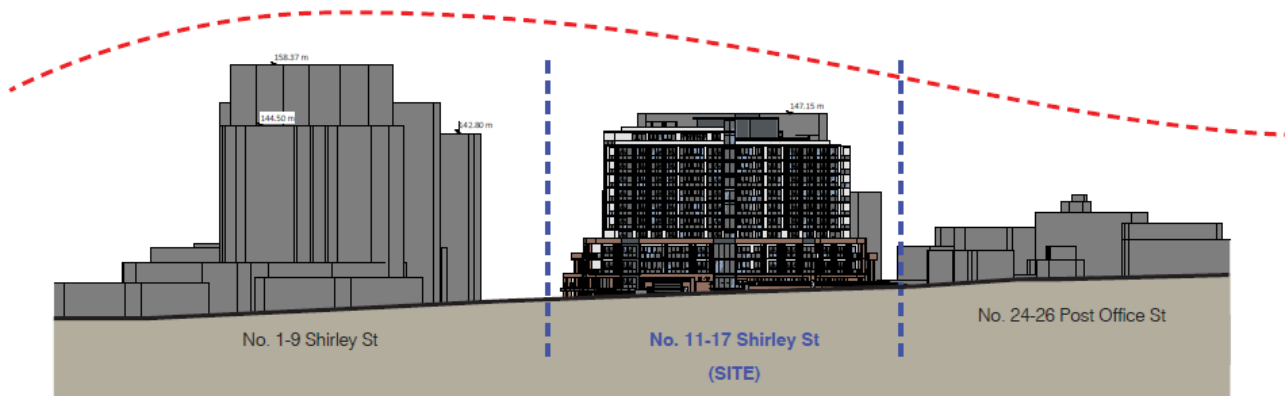 158.37 m
144.50 m
142.80 m
147.15 m
No. 1-9 Shirley St
No. 11-17 Shirley St
(SITE)
No. 24-26 Post Office St